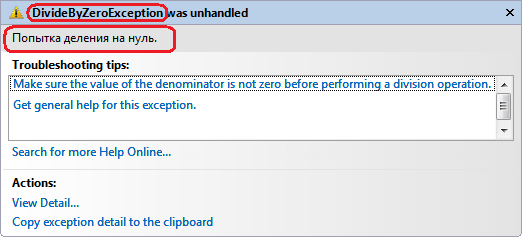 DivideByZeroException was unhandled
Попытка деления на нуль.
Troubleshooting tips:
Make sure the value of the denominator is not zero before performing a division operation.
Get general help for this exception.
Search for more Help Online...
Actions:
View Detail...
Copy exception detail to the clipboard